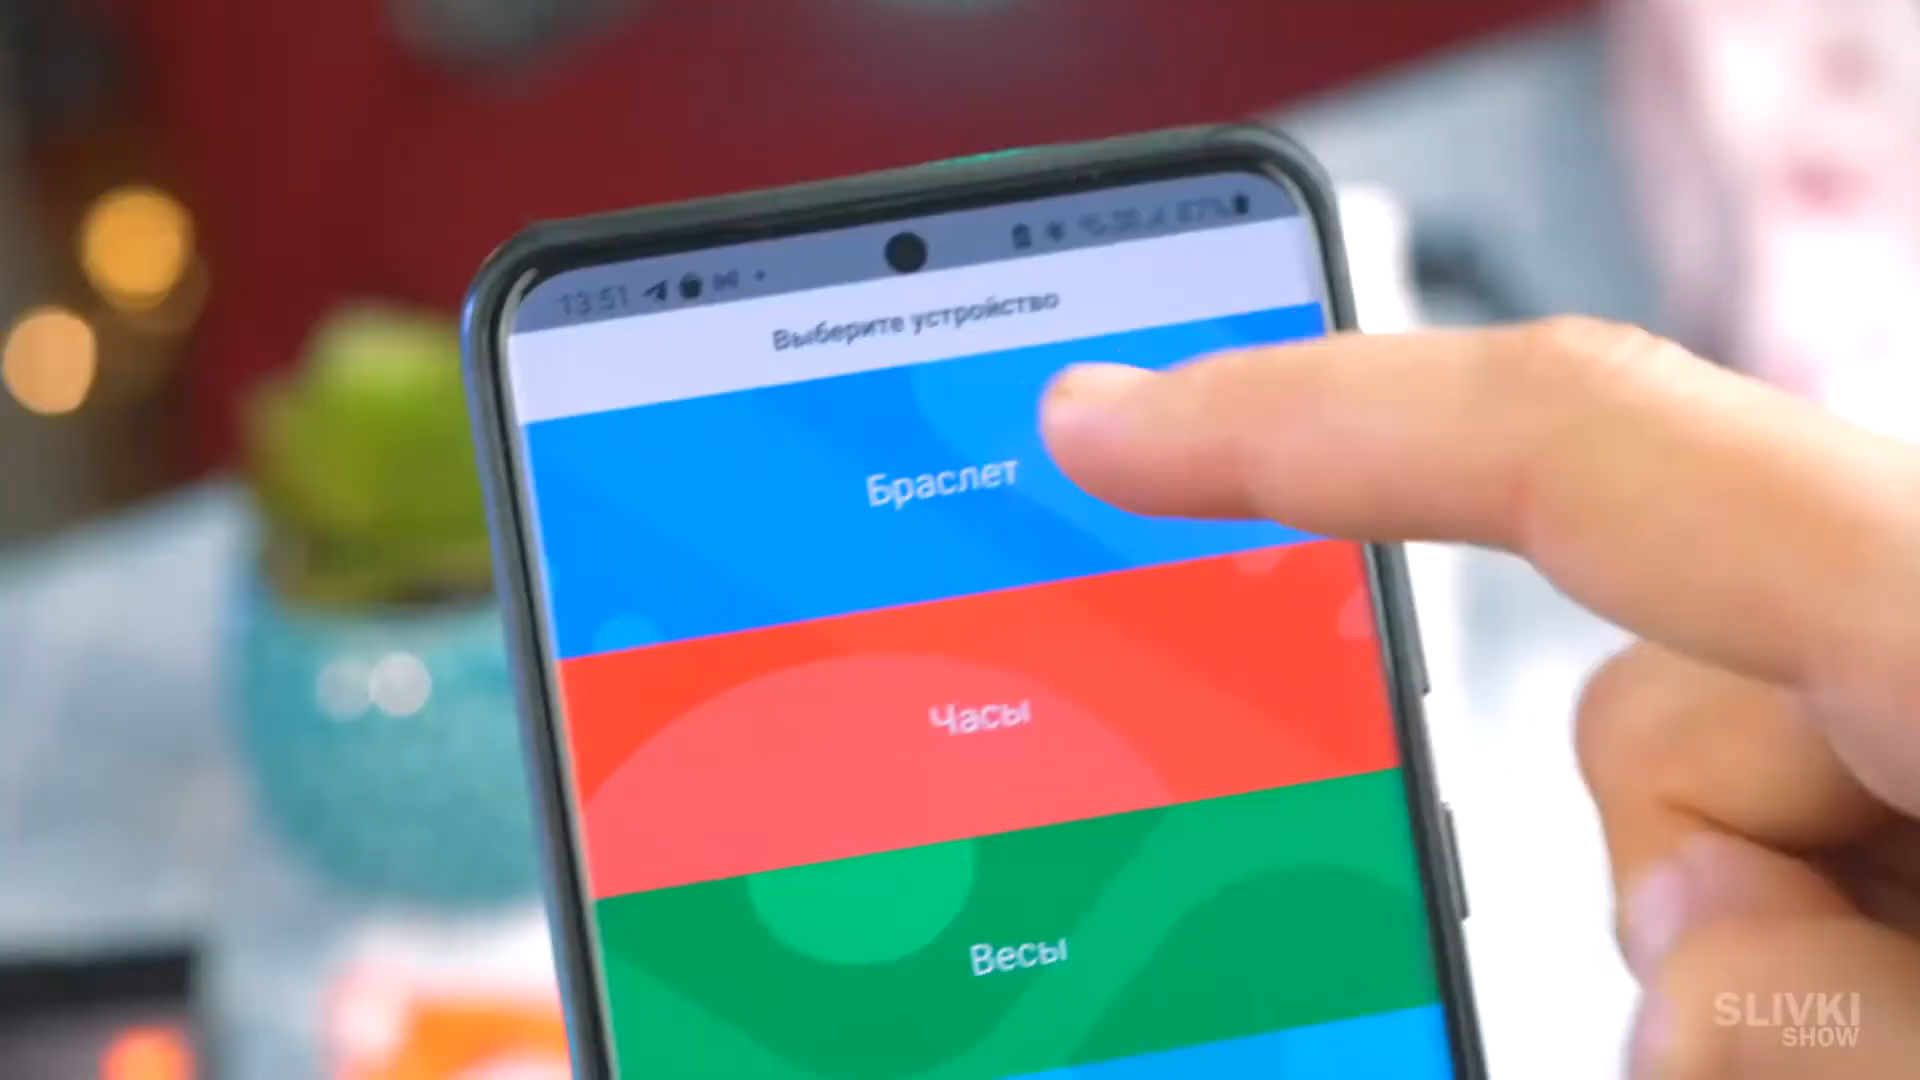 13:51
Выберите устройство
Браслет
Часы
Весы
SLIVKI
SHOW